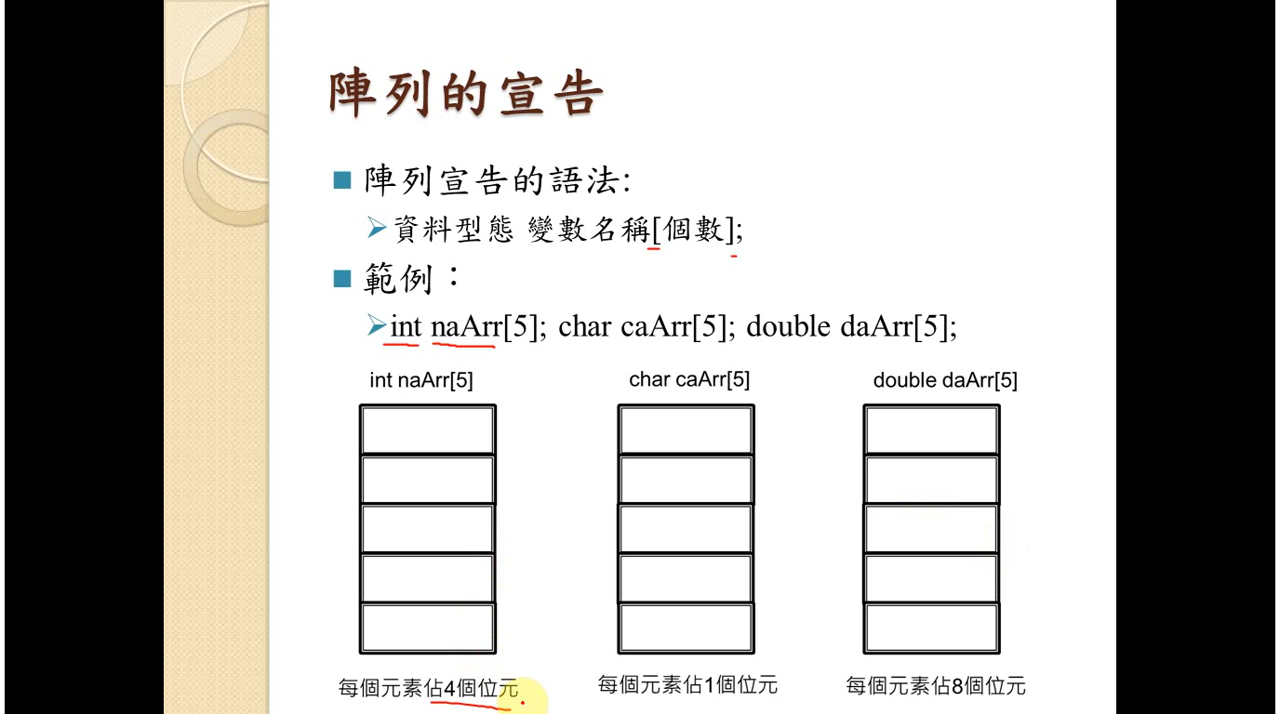 陣列的宣告
陣列宣告的語法:
資料型態 變數名稱[個數];
範例：
int naArr[5]; char caArr[5]; double daArr[5];
int naArr[5]
char caArr[5]
double daArr[5]
每個元素佔4個位元
每個元素佔1個位元
每個元素佔8個位元